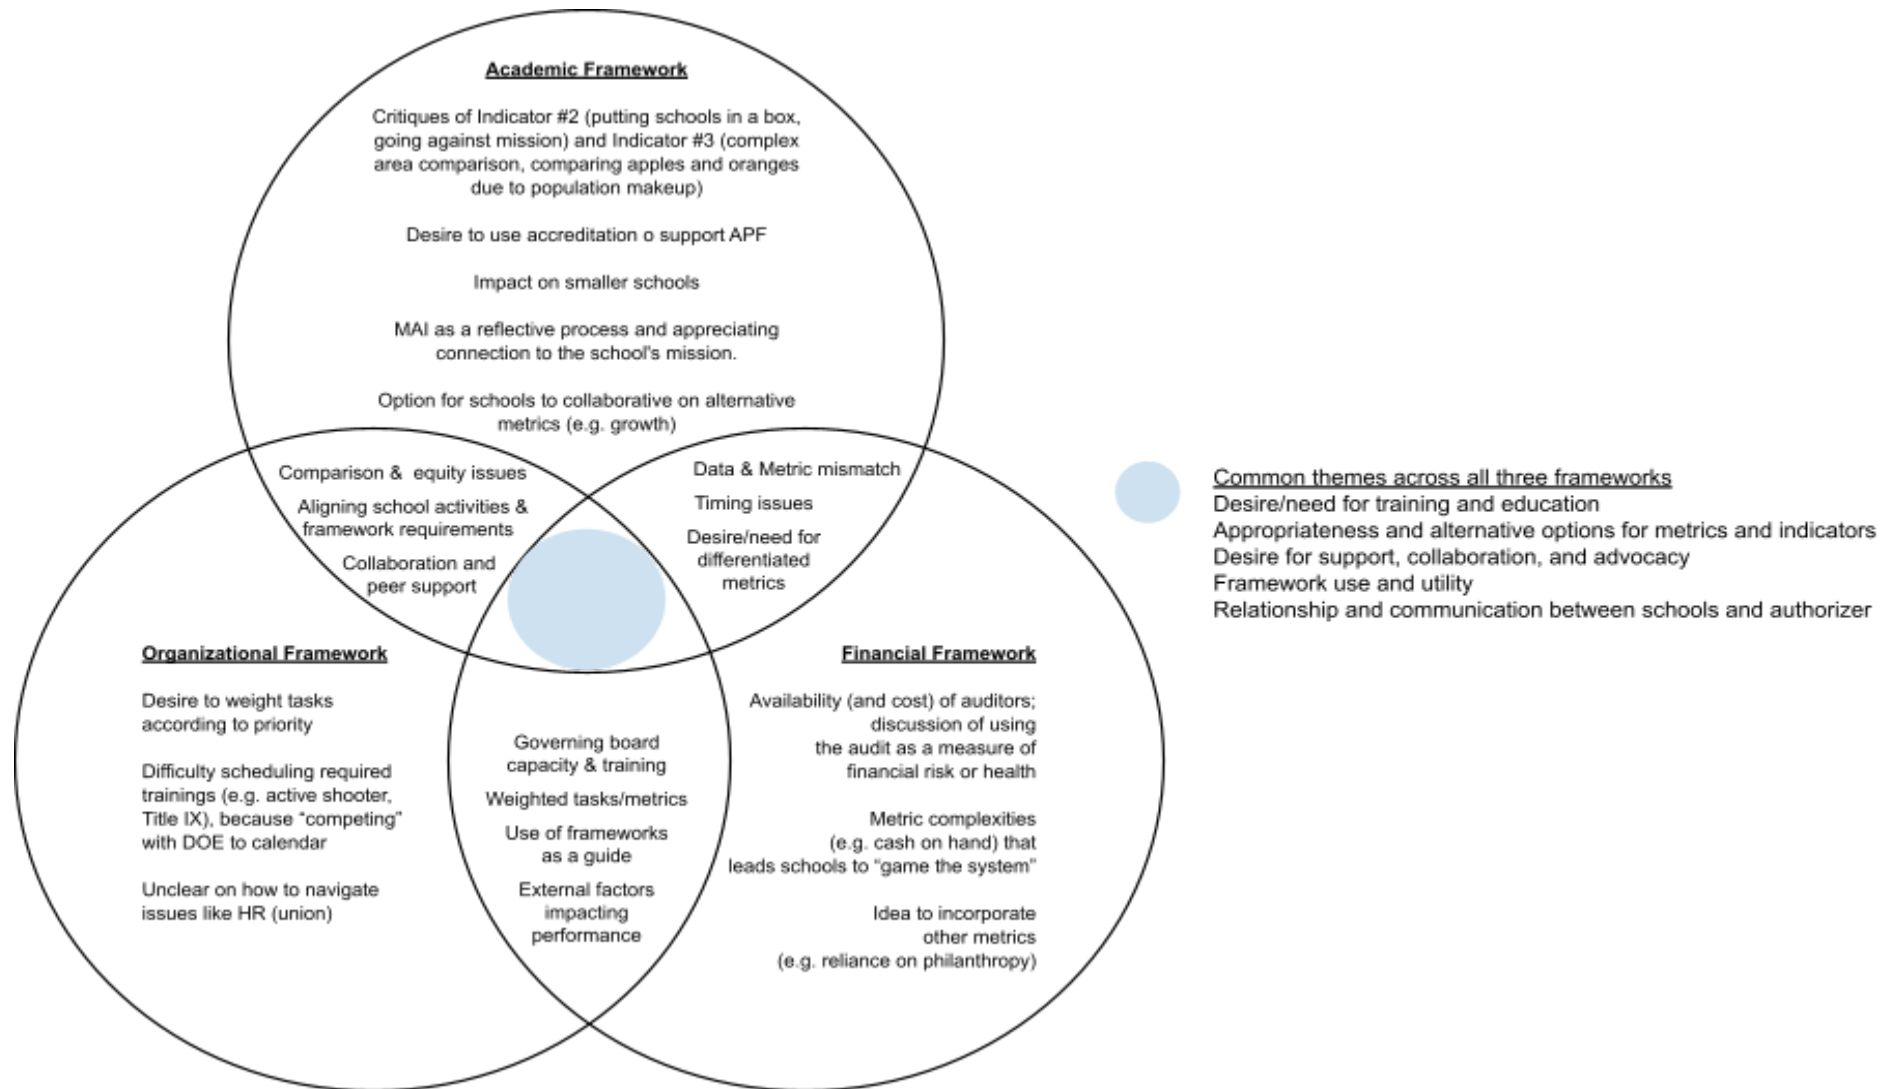 Academic Framework
Critiques of Indicator #2 (putting schools in a box,
going against mission) and Indicator #3 (complex
area comparison, comparing apples and oranges
due to population makeup)
Desire to use accreditation o support APF
Impact on smaller schools
MAI as a reflective process and appreciating
connection to the school's mission.
Option for schools to collaborative on alternative
metrics (e.g. growth)
Comparison & equity issues
Aligning school activities &
framework requirements
Collaboration and
peer support
Data & Metric mismatch
Timing issues
Desire/need for
differentiated
metrics
Organizational Framework
Desire to weight tasks
according to priority
Difficulty scheduling required
trainings (e.g. active shooter,
Title IX), because “competing”
with DOE to calendar
Unclear on how to navigate
issues like HR (union)
Governing board
capacity & training
Weighted tasks/metrics
Use of frameworks
as a guide
External factors
impacting
performance
Financial Framework
Availability (and cost) of auditors;
discussion of using
the audit as a measure of
financial risk or health
Metric complexities
(e.g. cash on hand) that
leads schools to “game the system”
Idea to incorporate
other metrics
(e.g. reliance on philanthropy)
Common themes across all three frameworks
Desire/need for training and education
Appropriateness and alternative options for metrics and indicators
Desire for support, collaboration, and advocacy
Framework use and utility
Relationship and communication between schools and authorizer